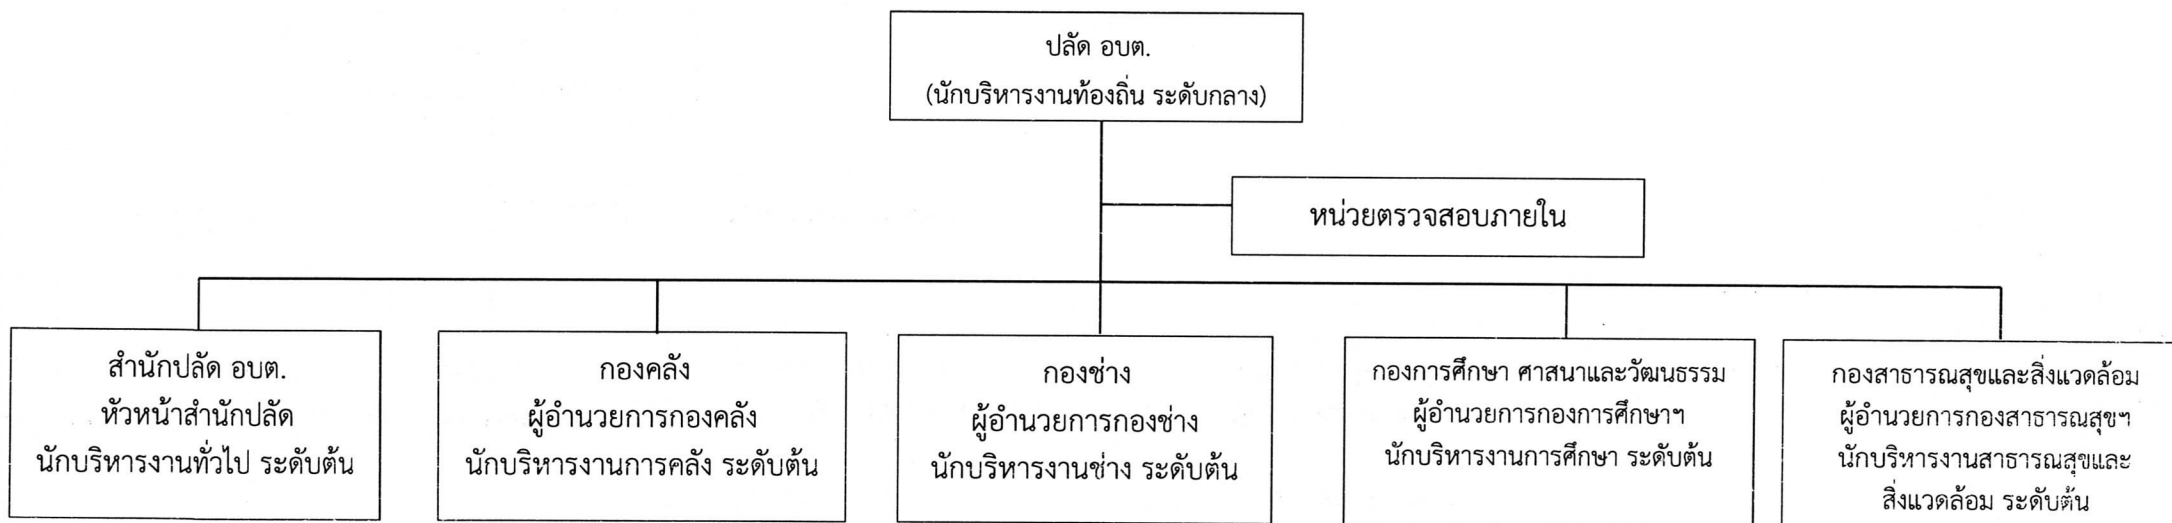 ปลัด อบต.
(นักบริหารงานท้องถิ่น ระดับกลาง)
หน่วยตรวจสอบภายใน
สำนักปลัด อบต.
หัวหน้าสำนักปลัด
นักบริหารงานทั่วไป ระดับต้น
กองคลัง
ผู้อำนวยการกองคลัง
นักบริหารงานการคลัง ระดับต้น
กองช่าง
ผู้อำนวยการกองช่าง
นักบริหารงานช่าง ระดับต้น
กองการศึกษา ศาสนาและวัฒนธรรม
ผู้อำนวยการกองการศึกษาฯ
นักบริหารงานการศึกษา ระดับต้น
กองสาธารณสุขและสิ่งแวดล้อม
ผู้อำนวยการกองสาธารณสุขฯ
นักบริหารงานสาธารณสุขและ
สิ่งแวดล้อม ระดับต้น